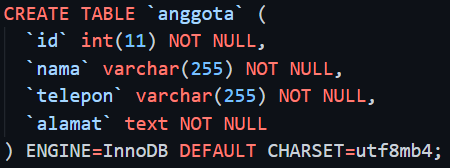 CREATE TABLE `anggota` (
  `id` int(11) NOT NULL,
  `nama` varchar(255) NOT NULL,
  `telepon` varchar(255) NOT NULL,
  `alamat` text NOT NULL
) ENGINE=InnoDB DEFAULT CHARSET=utf8mb4;